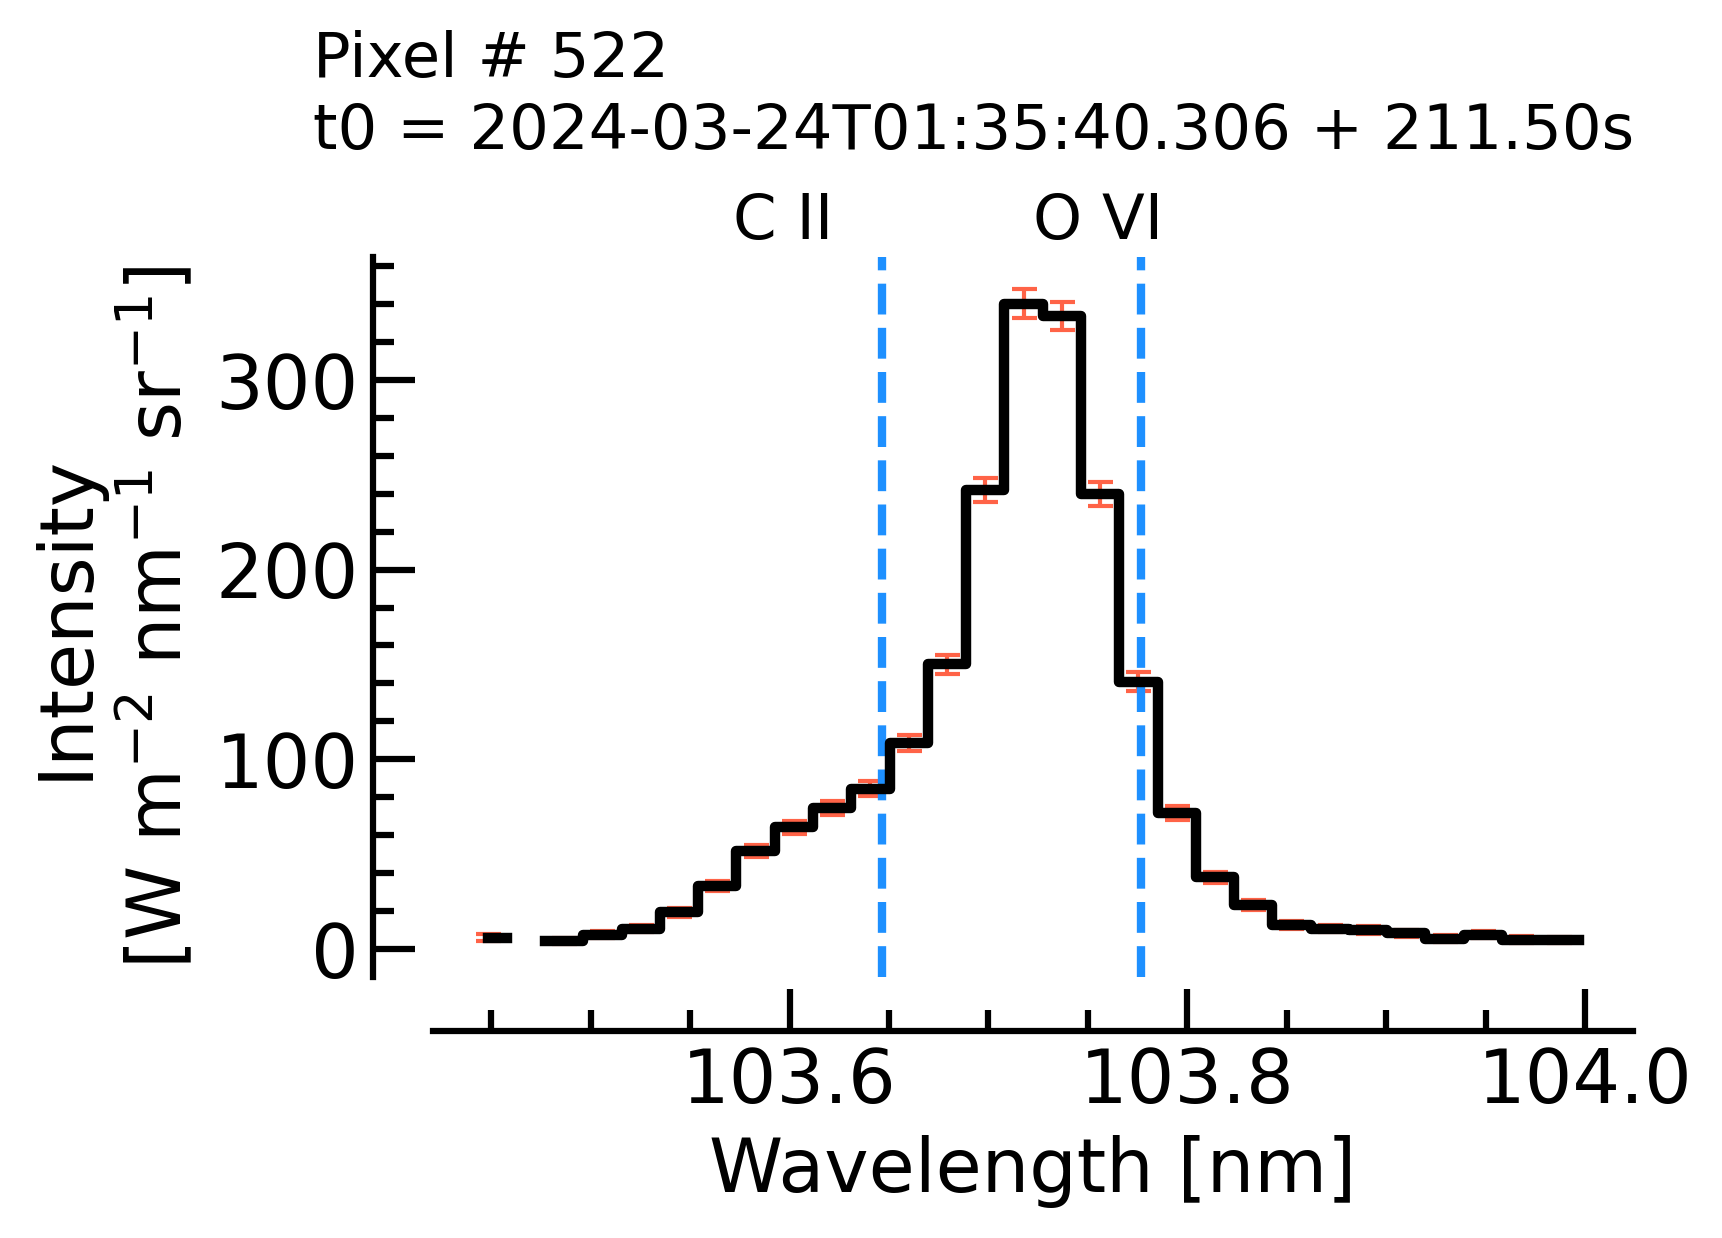 Pixel # 522
t0 = 2024-03-24T01:35:40.306 + 211.50s
C II O VI
Intensity
[W m⁻² nm⁻¹ sr⁻¹]
300
200
100
0
103.6 103.8 104.0
Wavelength [nm]